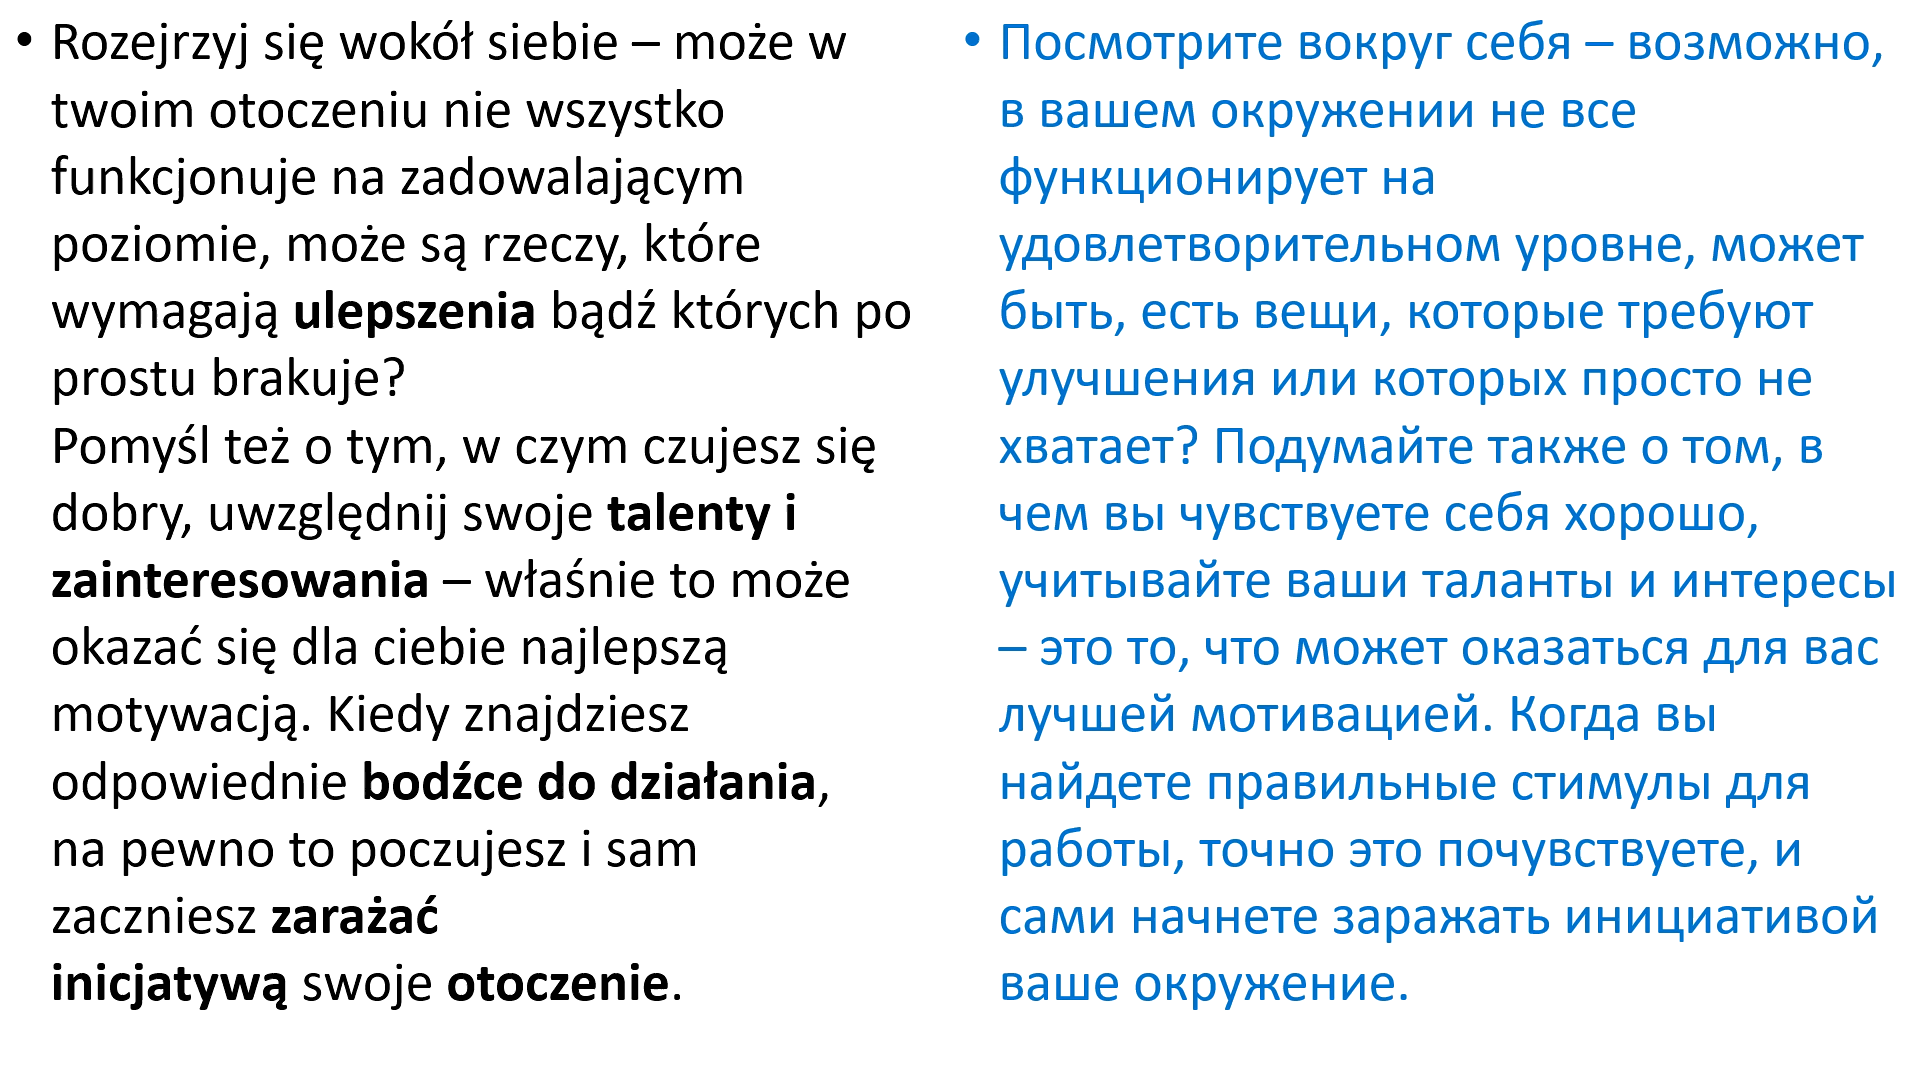 • Rozejrzyj się wokół siebie – może w
twoim otoczeniu nie wszystko
funkcjonuje na zadowalającym
poziomie, może są rzeczy, które
wymagają ulepszenia bądź których po
prostu brakuje?
Pomyśl też o tym, w czym czujesz się
dobry, uwzględnij swoje talenty i
zainteresowania – właśnie to może
okazać się dla ciebie najlepszą
motywacją. Kiedy znajdziesz
odpowiednie bodźce do działania,
na pewno to poczujesz i sam
zaczniesz zarażać
inicjatywą swoje otoczenie.
• Посмотрите вокруг себя – возможно,
в вашем окружении не все
функционирует на
удовлетворительном уровне, может
быть, есть вещи, которые требуют
улучшения или которых просто не
хватает? Подумайте также о том, в
чем вы чувствуете себя хорошо,
учитывайте ваши таланты и интересы
– это то, что может оказаться для вас
лучшей мотивацией. Когда вы
найдете правильные стимулы для
работы, точно это почувствуете, и
сами начнете заражать инициативой
ваше окружение.